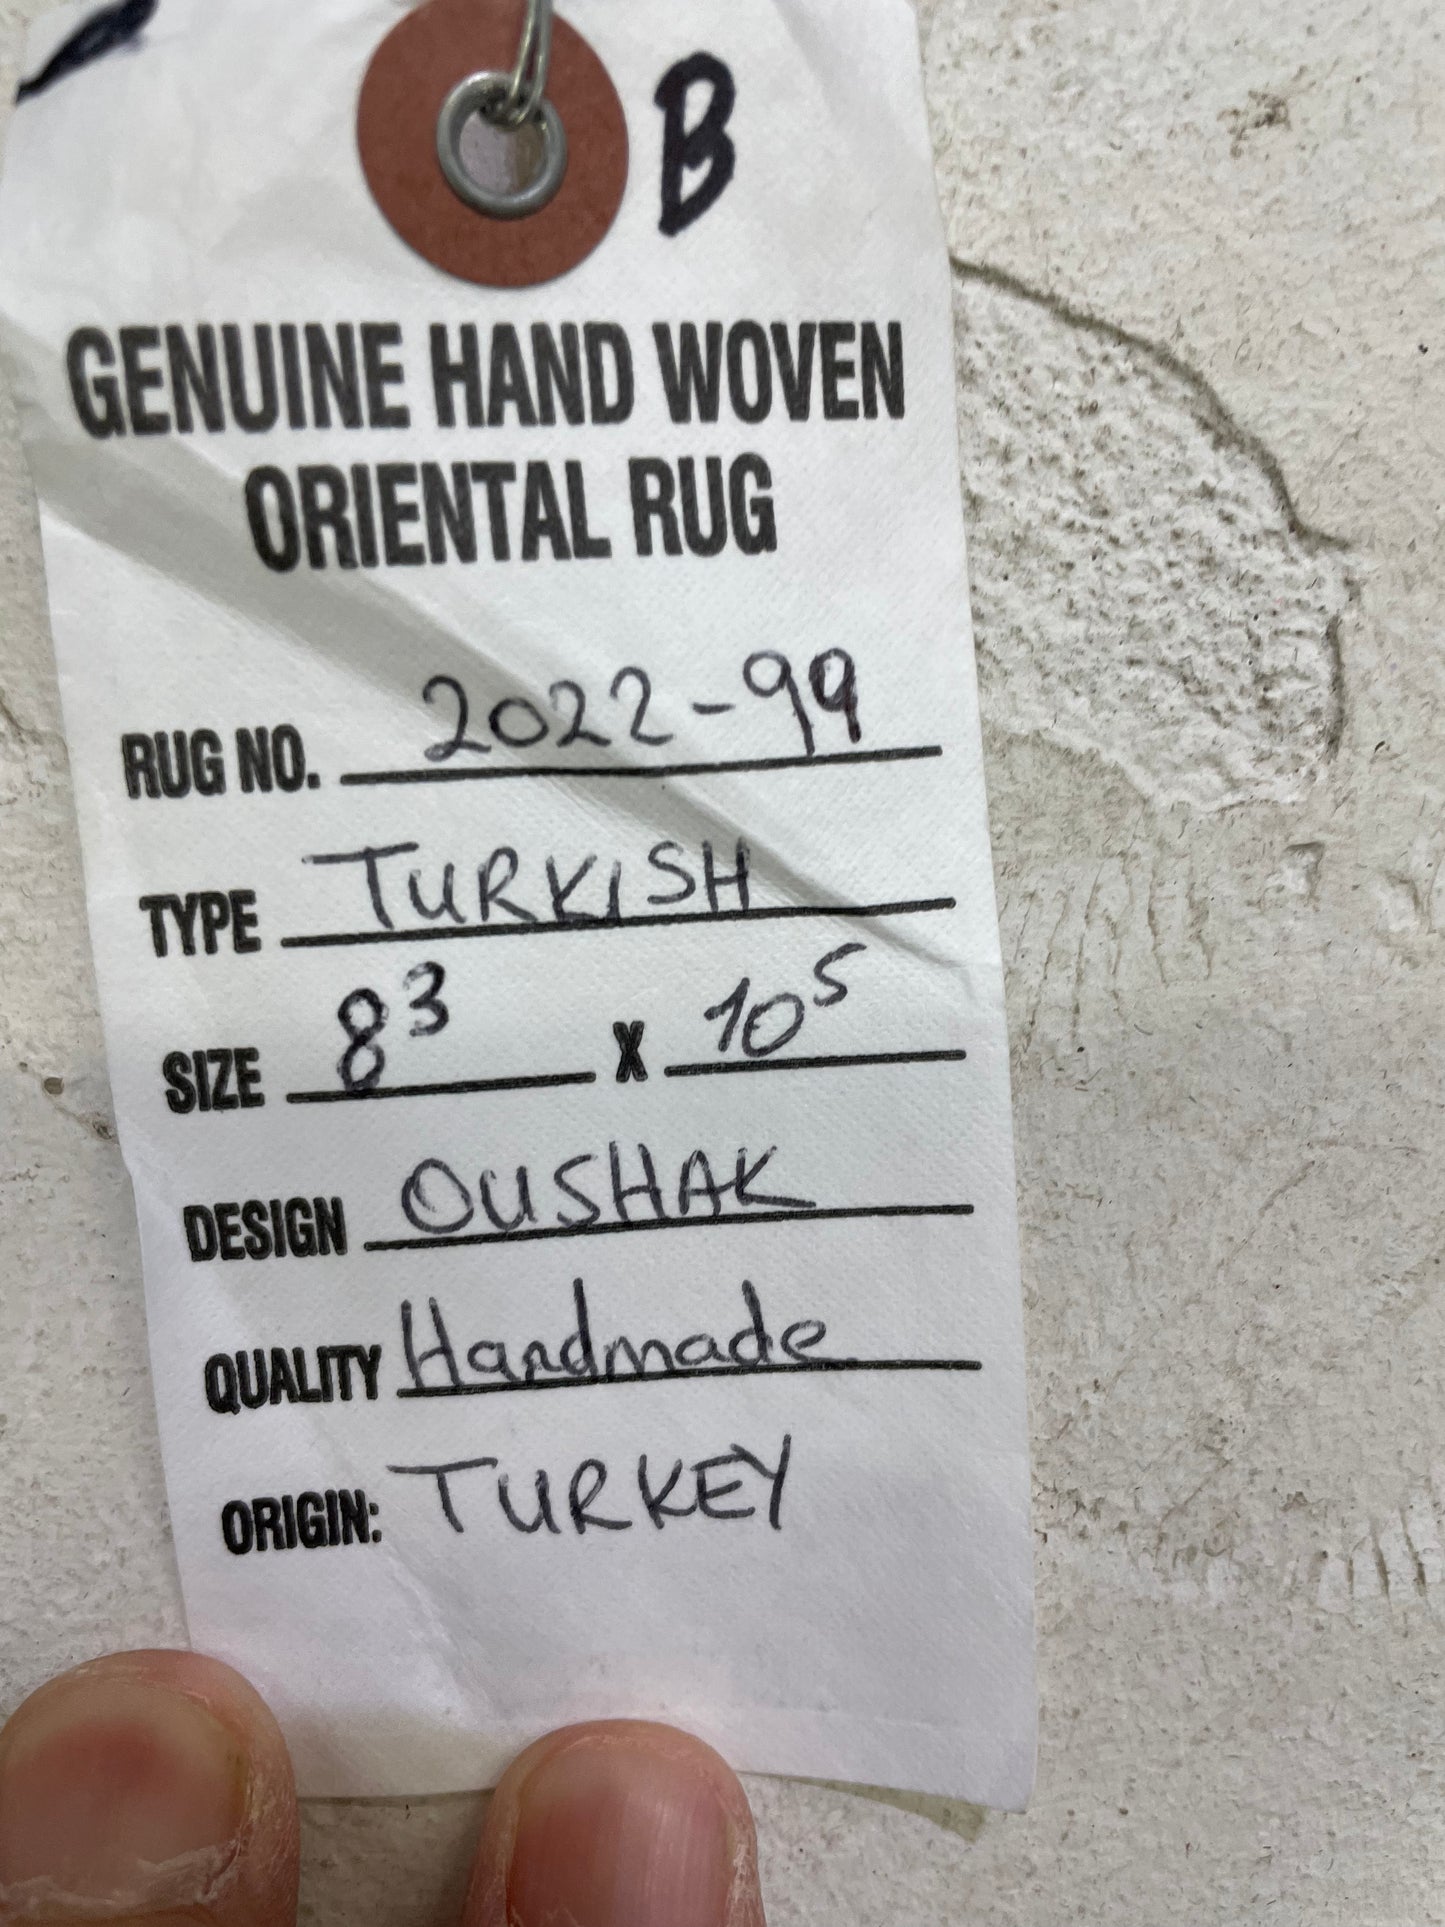 B
GENUINE HAND WOVEN
ORIENTAL RUG
RUG NO. 2022-99
TYPE TURKISH
SIZE 8³ X 10⁵
DESIGN OUSHAK
QUALITY Handmade
ORIGIN: TURKEY